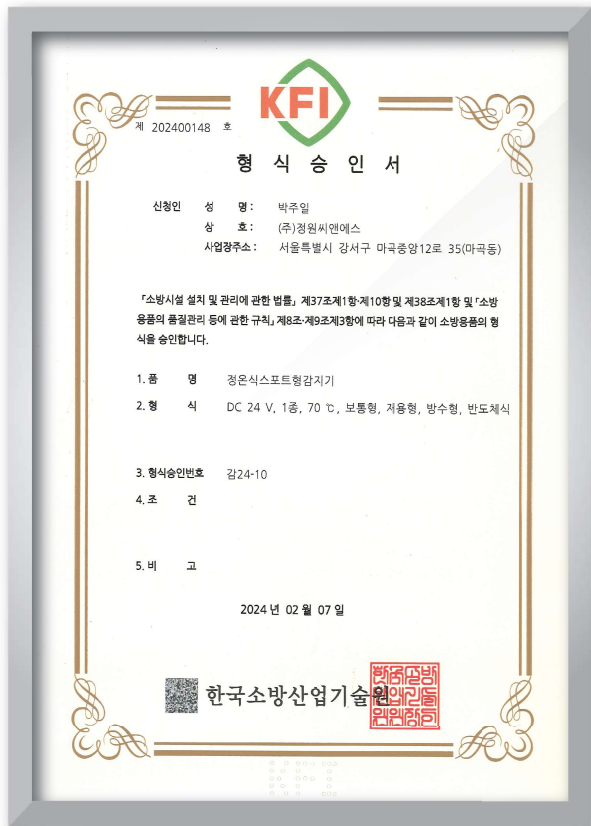 KFI
제 202400148 호
형 식 승 인 서
신청인 성 명 : 박주일
상 호 : (주)정원씨앤에스
사업장주소 : 서울특별시 강서구 마곡중앙12로 35(마곡동)
「소방시설 설치 및 관리에 관한 법률」 제37조제1항·제10항 및 제38조제1항 및 「소방
용품의 품질관리 등에 관한 규칙」 제8조·제9조제3항에 따라 다음과 같이 소방용품의 형
식을 승인합니다.
1. 품 명 정온식스포트형감지기
2. 형 식 DC 24 V, 1종, 70 ℃, 보통형, 저용형, 방수형, 반도체식
3. 형식승인번호 감24-10
4. 조 건
5. 비 고
2024 년 02 월 07 일
한국소방산업기술원